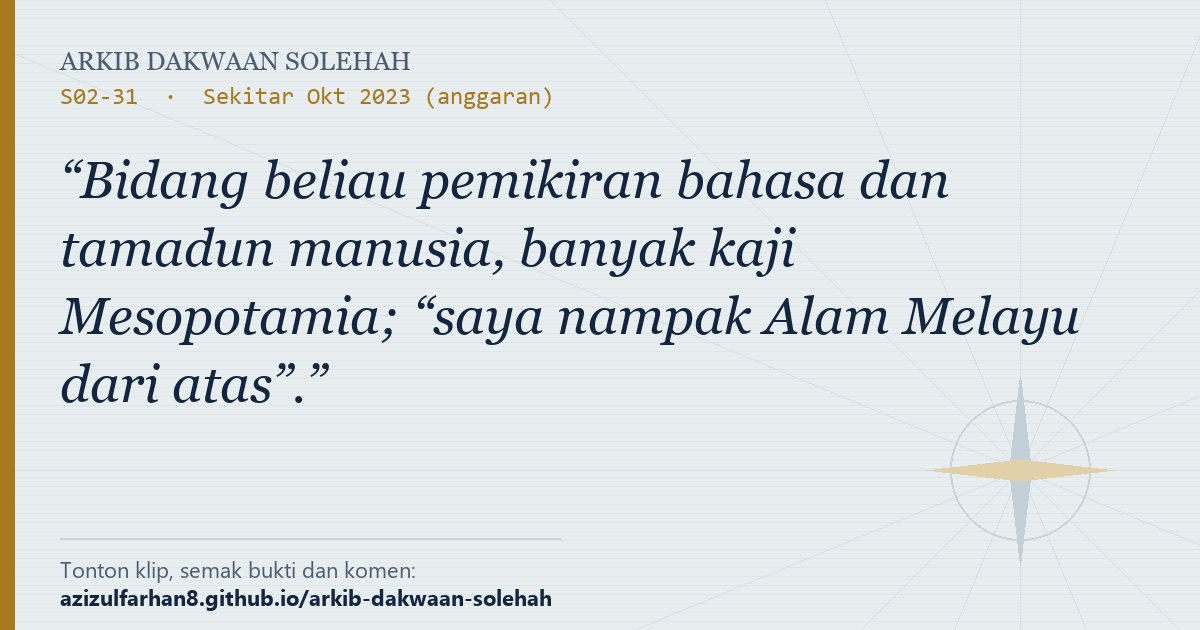 ARKIB DAKWAAN SOLEHAH
S02-31 · Sekitar Okt 2023 (anggaran)
“Bidang beliau pemikiran bahasa dan
tamadun manusia, banyak kaji
Mesopotamia; “saya nampak Alam Melayu
dari atas”.”
Tonton klip, semak bukti dan komen:
azizulfarhan8.github.io/arkib-dakwaan-solehah